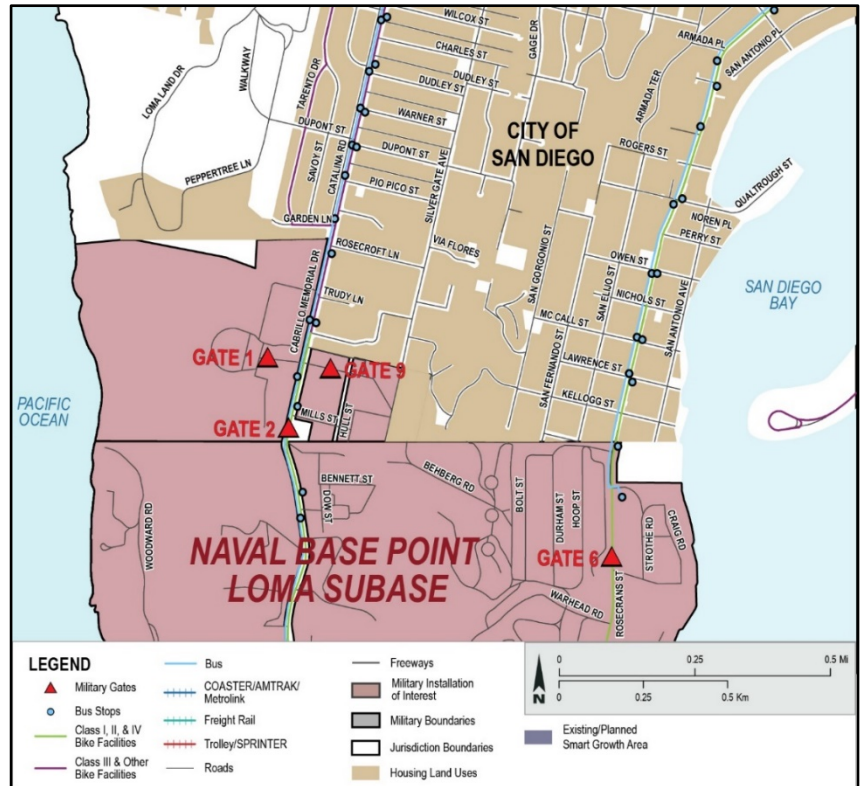 WILCOX ST
CHARLES ST
DUDLEY ST
DUDLEY ST
GAGE DR
ARMADA PL
SAN ANTONIO PL
LOMA LAND DR
WALKWAY
TARENTO DR
WARNER ST
ARMADA TER
DUPONT ST
SAVOY ST
CATALINA RD
DUPONT ST
CITY OF
SAN DIEGO
ROGERS ST
PEPPERTREE LN
PIO PICO ST
SILVER GATE AVE
QUALTROUGH ST
GARDEN LN
NOREN PL
PERRY ST
ROSECROFT LN
VIA FLORES
SAN GORGONIO ST
OWEN ST
SAN ELIJO ST
SAN DIEGO
BAY
CABRILLO MEMORIAL DR
TRUDY LN
NICHOLS ST
SAN ANTONIO AVE
MC CALL ST
GATE 1
GATE 9
SAN FERNANDO ST
LAWRENCE ST
PACIFIC
OCEAN
KELLOGG ST
GATE 2
MILLS ST
HULL ST
BENNETT ST
BEHBERG RD
DOW ST
BOLT ST
DURHAM ST
HOOP ST
WOODWARD RD
STROTHE RD
CRAIG RD
NAVAL BASE POINT
LOMA SUBASE
GATE 6
WARHEAD RD
ROSECRANS ST
LEGEND
Military Gates
Bus Stops
Class I, II, & IV
Bike Facilities
Class III & Other
Bike Facilities
Bus
COASTER/AMTRAK/
Metrolink
Freight Rail
Trolley/SPRINTER
Roads
Freeways
Military Installation
of Interest
Military Boundaries
Jurisdiction Boundaries
Housing Land Uses
N
0 0.25 0.5 Mi
0 0.25 0.5 Km
Existing/Planned
Smart Growth Area